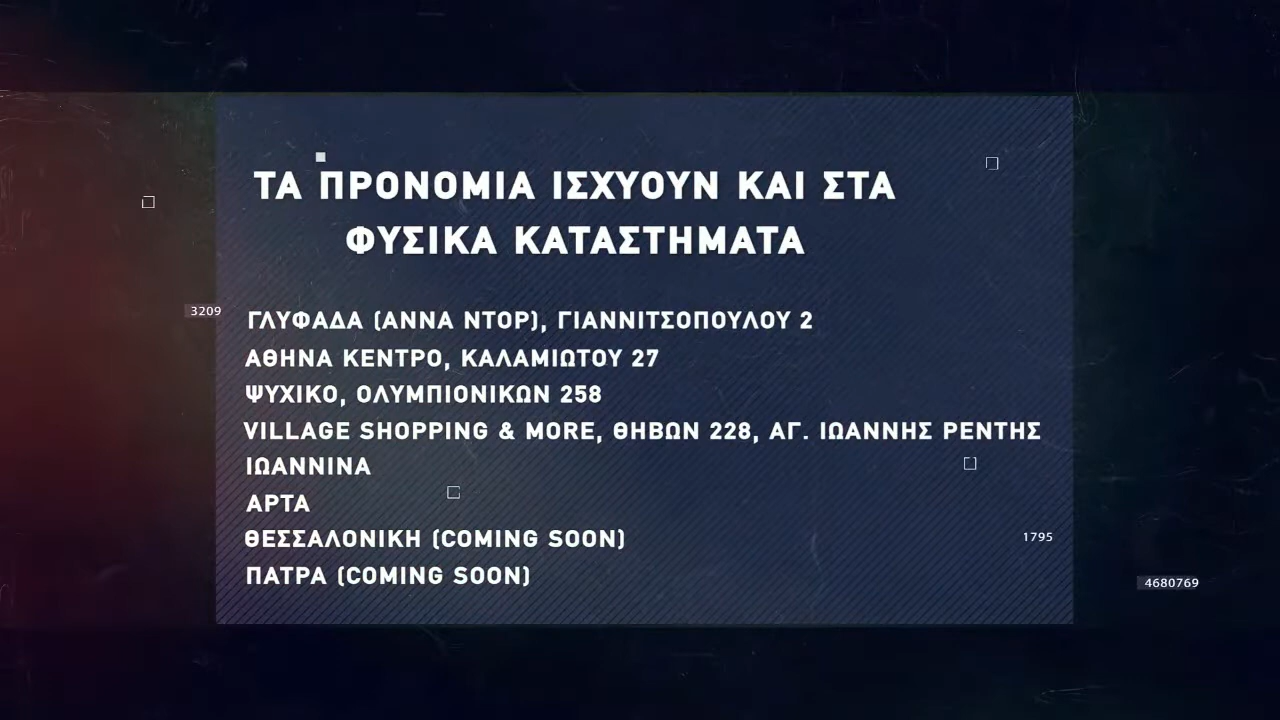 ΤΑ ΠΡΟΝΟΜΙΑ ΙΣΧΥΟΥΝ ΚΑΙ ΣΤΑ
ΦΥΣΙΚΑ ΚΑΤΑΣΤΗΜΑΤΑ
3209
ΓΛΥΦΑΔΑ (ΑΝΝΑ ΝΤΟΡ), ΓΙΑΝΝΙΤΣΟΠΟΥΛΟΥ 2
ΑΘΗΝΑ ΚΕΝΤΡΟ, ΚΑΛΑΜΙΩΤΟΥ 27
ΨΥΧΙΚΟ, ΟΛΥΜΠΙΟΝΙΚΩΝ 258
VILLAGE SHOPPING & MORE, ΘΗΒΩΝ 228, ΑΓ. ΙΩΑΝΝΗΣ ΡΕΝΤΗΣ
ΙΩΑΝΝΙΝΑ
ΑΡΤΑ
ΘΕΣΣΑΛΟΝΙΚΗ (COMING SOON)
1795
ΠΑΤΡΑ (COMING SOON)
4680769